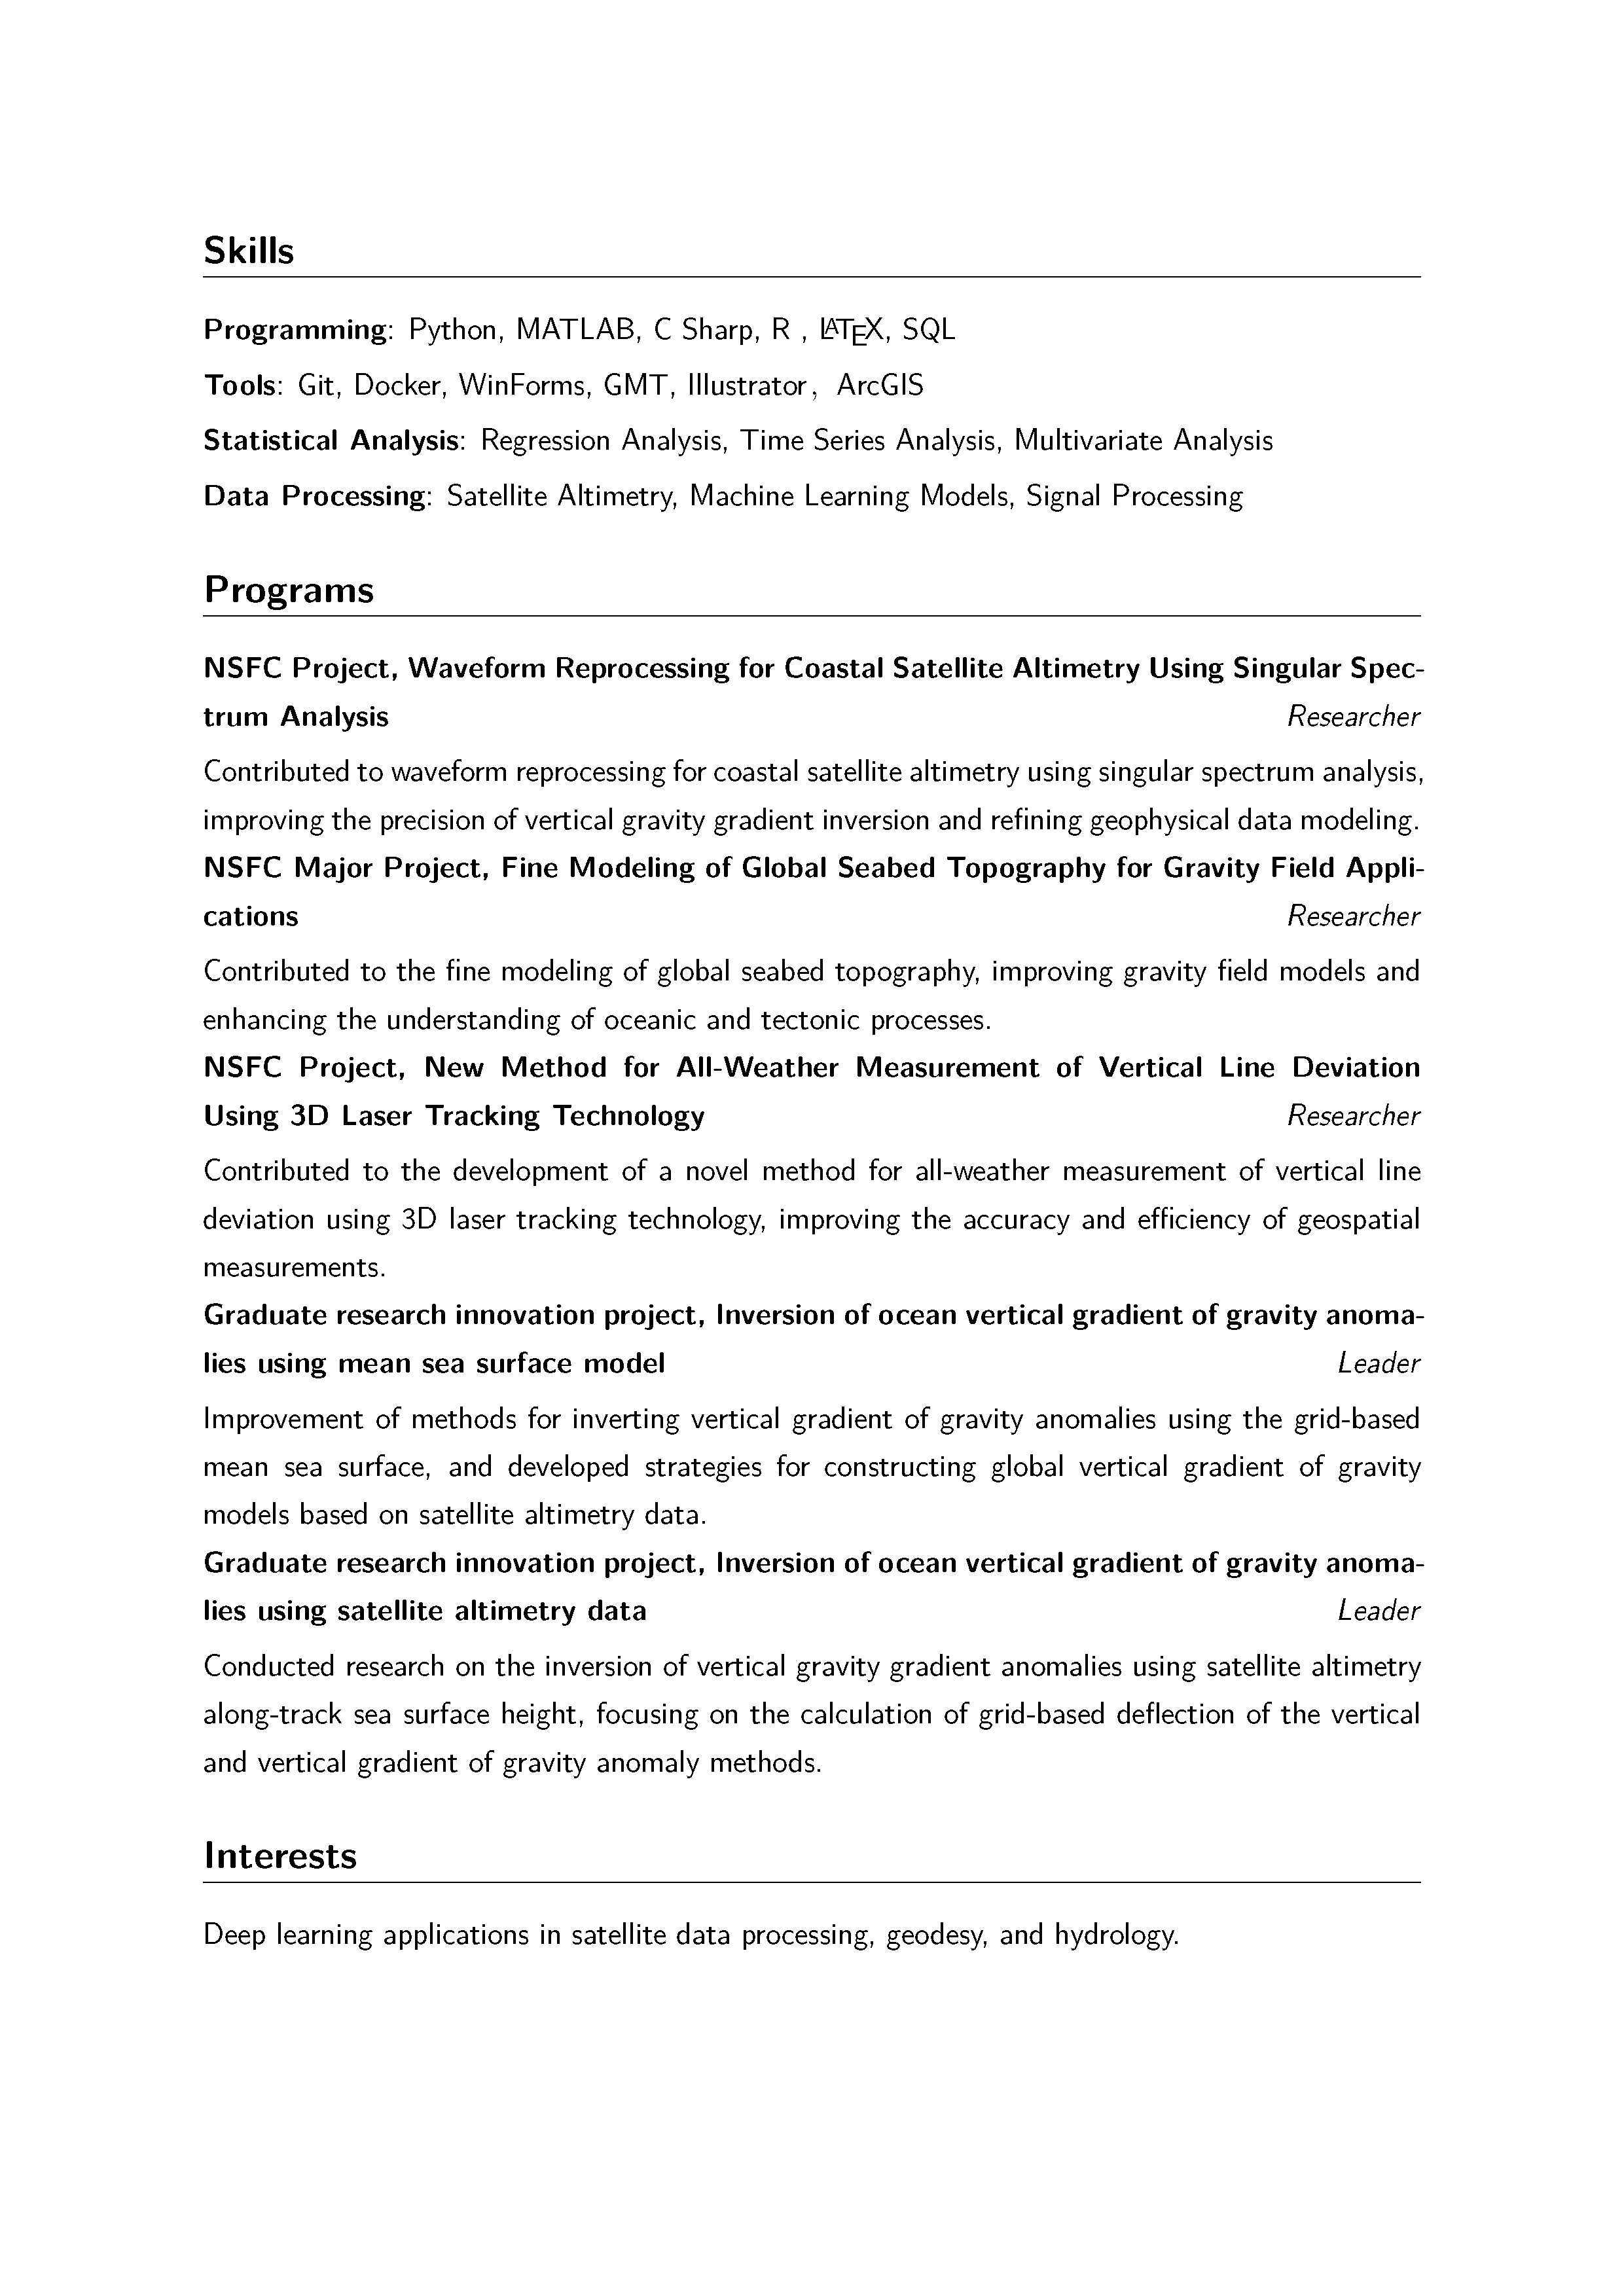 Skills
Programming: Python, MATLAB, C Sharp, R , LATEX, SQL
Tools: Git, Docker, WinForms, GMT, Illustrator，ArcGIS
Statistical Analysis: Regression Analysis, Time Series Analysis, Multivariate Analysis
Data Processing: Satellite Altimetry, Machine Learning Models, Signal Processing
Programs
NSFC Project, Waveform Reprocessing for Coastal Satellite Altimetry Using Singular Spec-
trum Analysis Researcher
Contributed to waveform reprocessing for coastal satellite altimetry using singular spectrum analysis,
improving the precision of vertical gravity gradient inversion and refining geophysical data modeling.
NSFC Major Project, Fine Modeling of Global Seabed Topography for Gravity Field Appli-
cations Researcher
Contributed to the fine modeling of global seabed topography, improving gravity field models and
enhancing the understanding of oceanic and tectonic processes.
NSFC Project, New Method for All-Weather Measurement of Vertical Line Deviation
Using 3D Laser Tracking Technology Researcher
Contributed to the development of a novel method for all-weather measurement of vertical line
deviation using 3D laser tracking technology, improving the accuracy and efficiency of geospatial
measurements.
Graduate research innovation project, Inversion of ocean vertical gradient of gravity anoma-
lies using mean sea surface model Leader
Improvement of methods for inverting vertical gradient of gravity anomalies using the grid-based
mean sea surface, and developed strategies for constructing global vertical gradient of gravity
models based on satellite altimetry data.
Graduate research innovation project, Inversion of ocean vertical gradient of gravity anoma-
lies using satellite altimetry data Leader
Conducted research on the inversion of vertical gravity gradient anomalies using satellite altimetry
along-track sea surface height, focusing on the calculation of grid-based deflection of the vertical
and vertical gradient of gravity anomaly methods.
Interests
Deep learning applications in satellite data processing, geodesy, and hydrology.